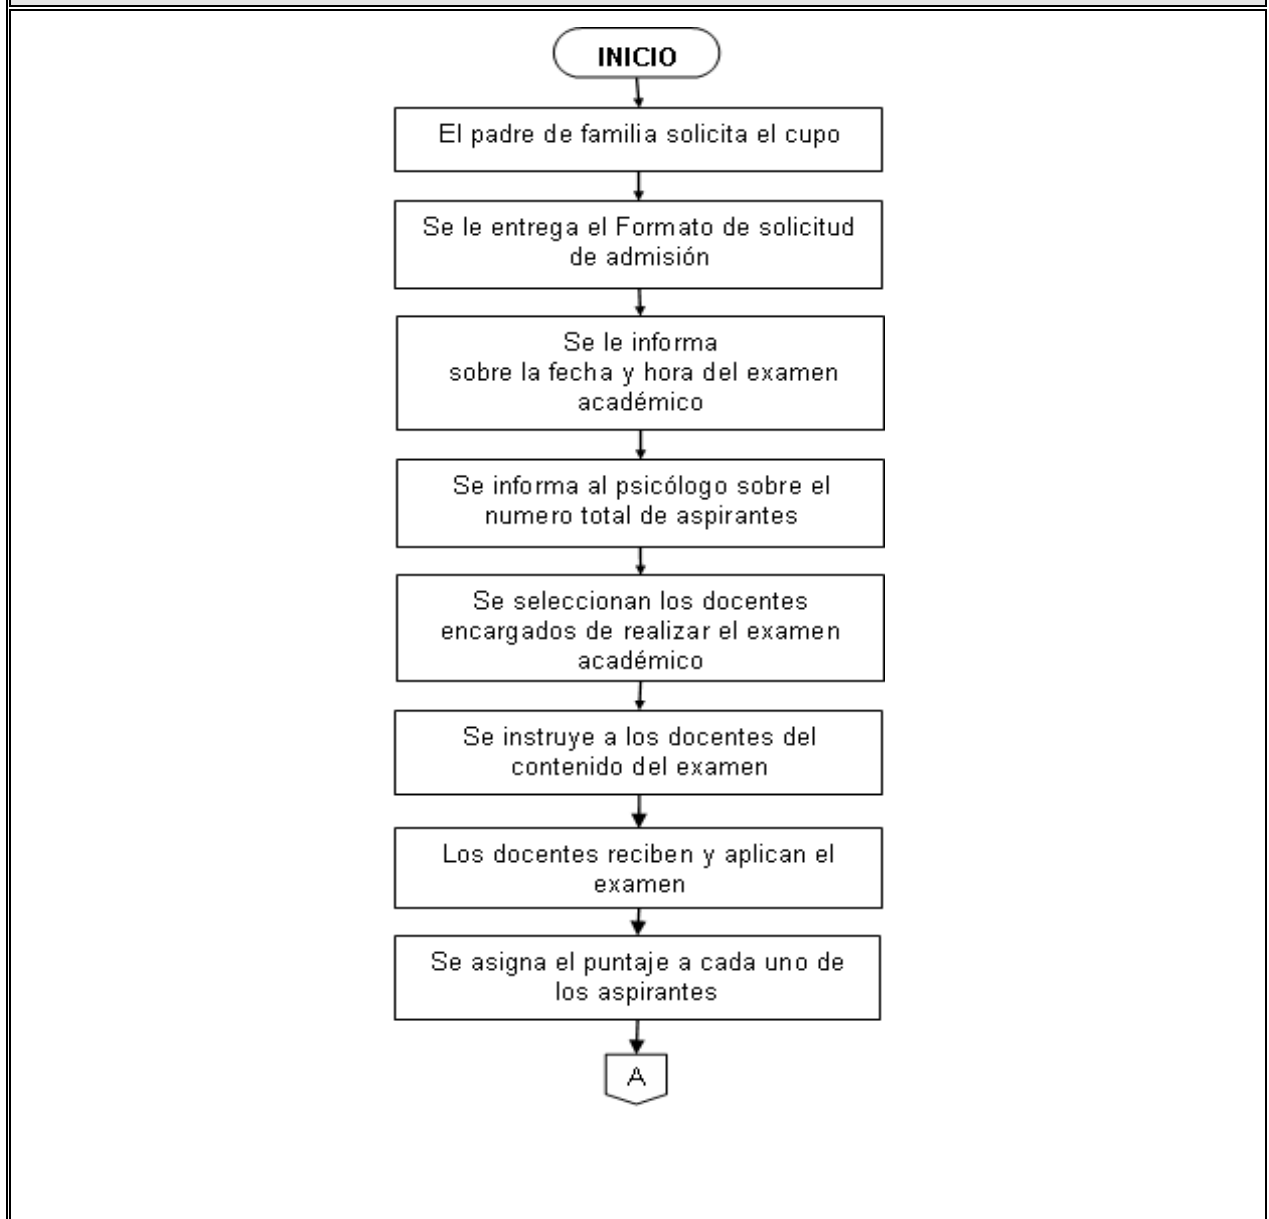 INICIO
El padre de familia solicita el cupo
Se le entrega el Formato de solicitud
de admisión
Se le informa
sobre la fecha y hora del examen
académico
Se informa al psicólogo sobre el
numero total de aspirantes
Se seleccionan los docentes
encargados de realizar el examen
académico
Se instruye a los docentes del
contenido del examen
Los docentes reciben y aplican el
examen
Se asigna el puntaje a cada uno de
los aspirantes
A